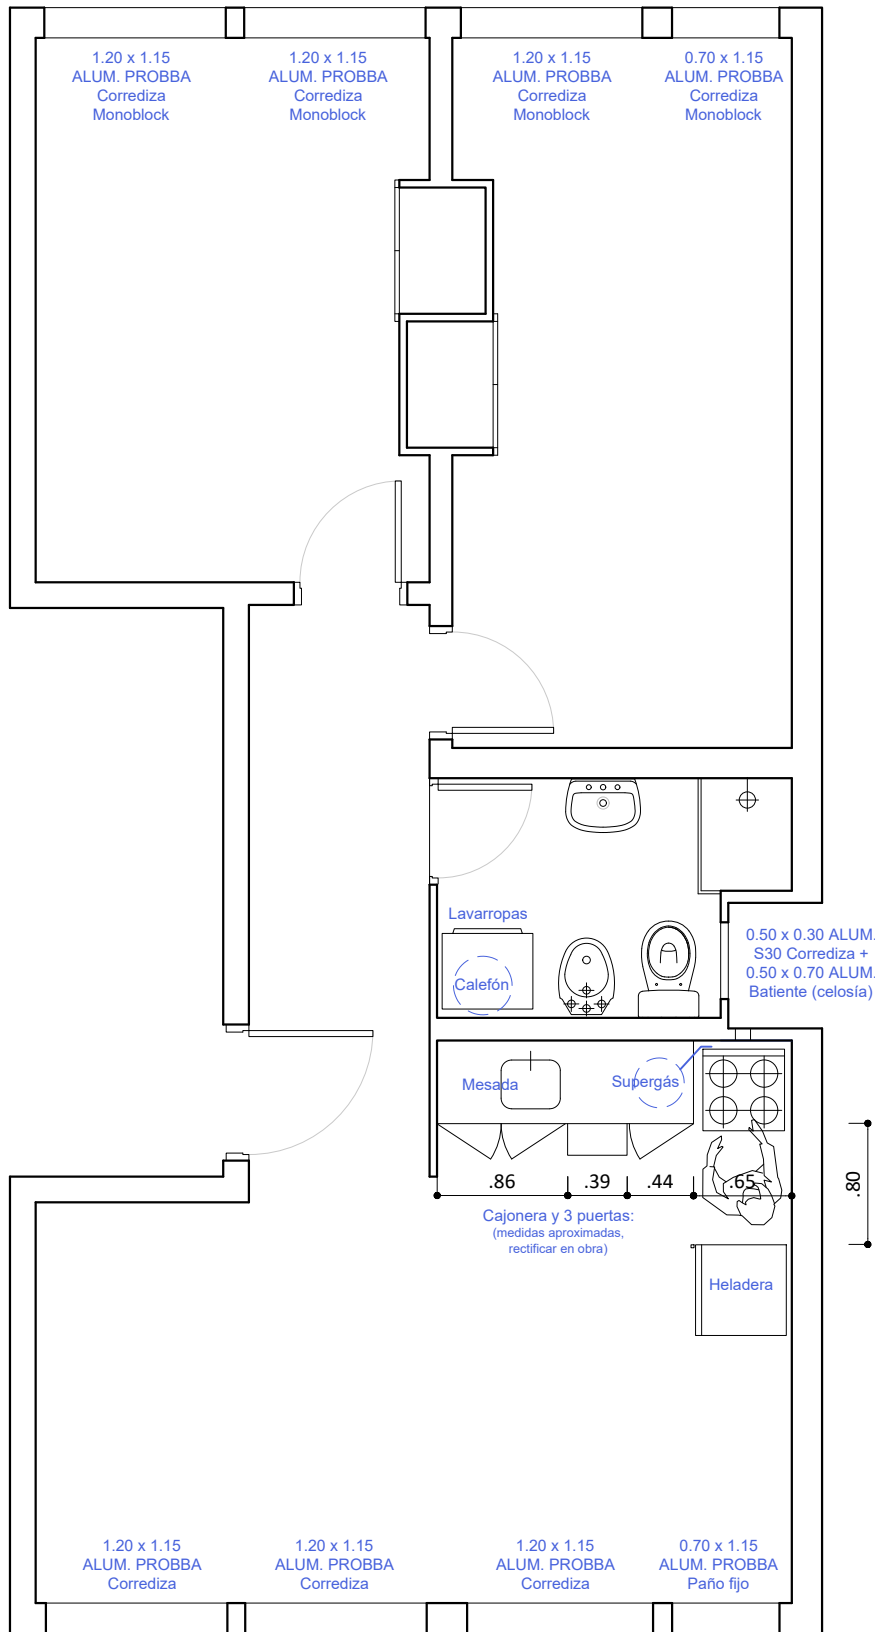 1.20 x 1.15
ALUM. PROBBA
Corrediza
Monoblock
1.20 x 1.15
ALUM. PROBBA
Corrediza
Monoblock
1.20 x 1.15
ALUM. PROBBA
Corrediza
Monoblock
0.70 x 1.15
ALUM. PROBBA
Corrediza
Monoblock
Lavarropas
Calefón
0.50 x 0.30 ALUM.
S30 Corrediza +
0.50 x 0.70 ALUM.
Batiente (celosía)
Mesada
Supergás
.86
.39
.44
.65
.80
Cajonera y 3 puertas:
(medidas aproximadas,
rectificar en obra)
Heladera
1.20 x 1.15
ALUM. PROBBA
Corrediza
1.20 x 1.15
ALUM. PROBBA
Corrediza
1.20 x 1.15
ALUM. PROBBA
Corrediza
0.70 x 1.15
ALUM. PROBBA
Paño fijo